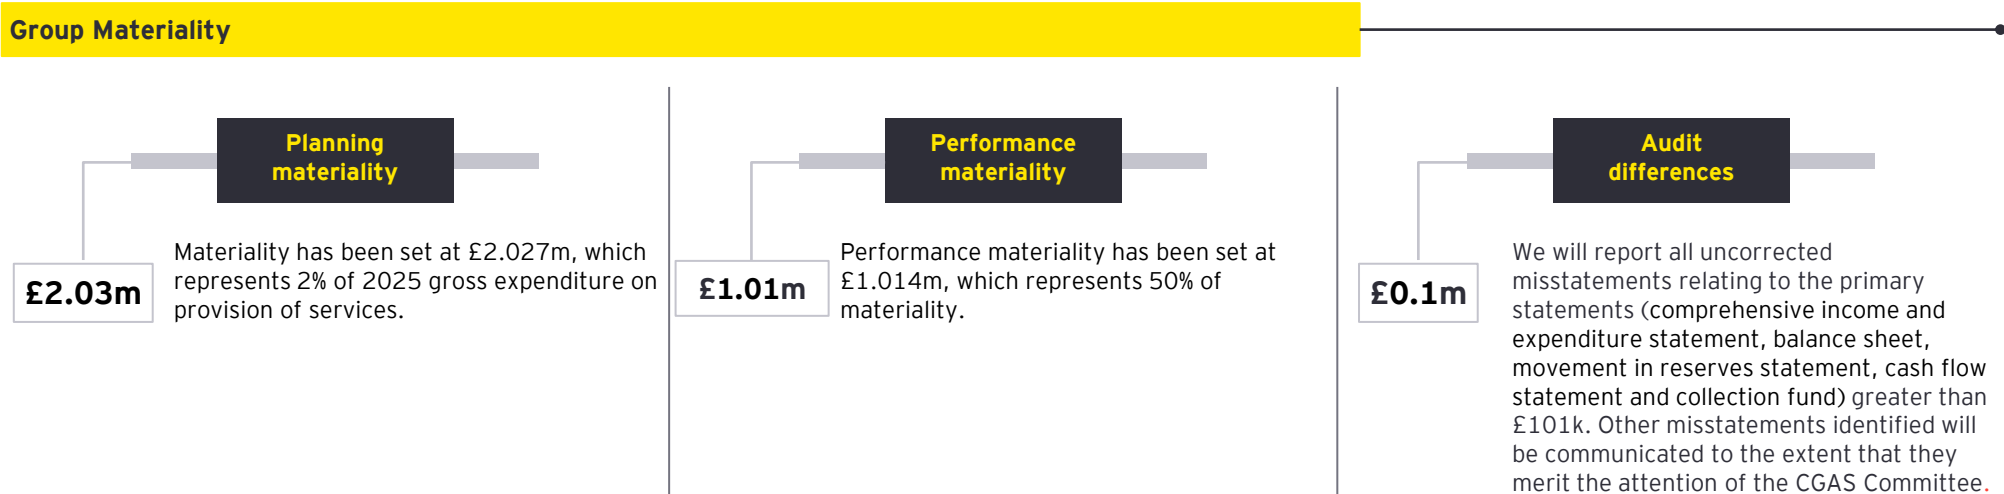 Group Materiality
Planning
materiality
£2.03m
Materiality has been set at £2.027m, which
represents 2% of 2025 gross expenditure on
provision of services.
Performance
materiality
£1.01m
Performance materiality has been set at
£1.014m, which represents 50% of
materiality.
Audit
differences
£0.1m
We will report all uncorrected
misstatements relating to the primary
statements (comprehensive income and
expenditure statement, balance sheet,
movement in reserves statement, cash flow
statement and collection fund) greater than
£101k. Other misstatements identified will
be communicated to the extent that they
merit the attention of the CGAS Committee.